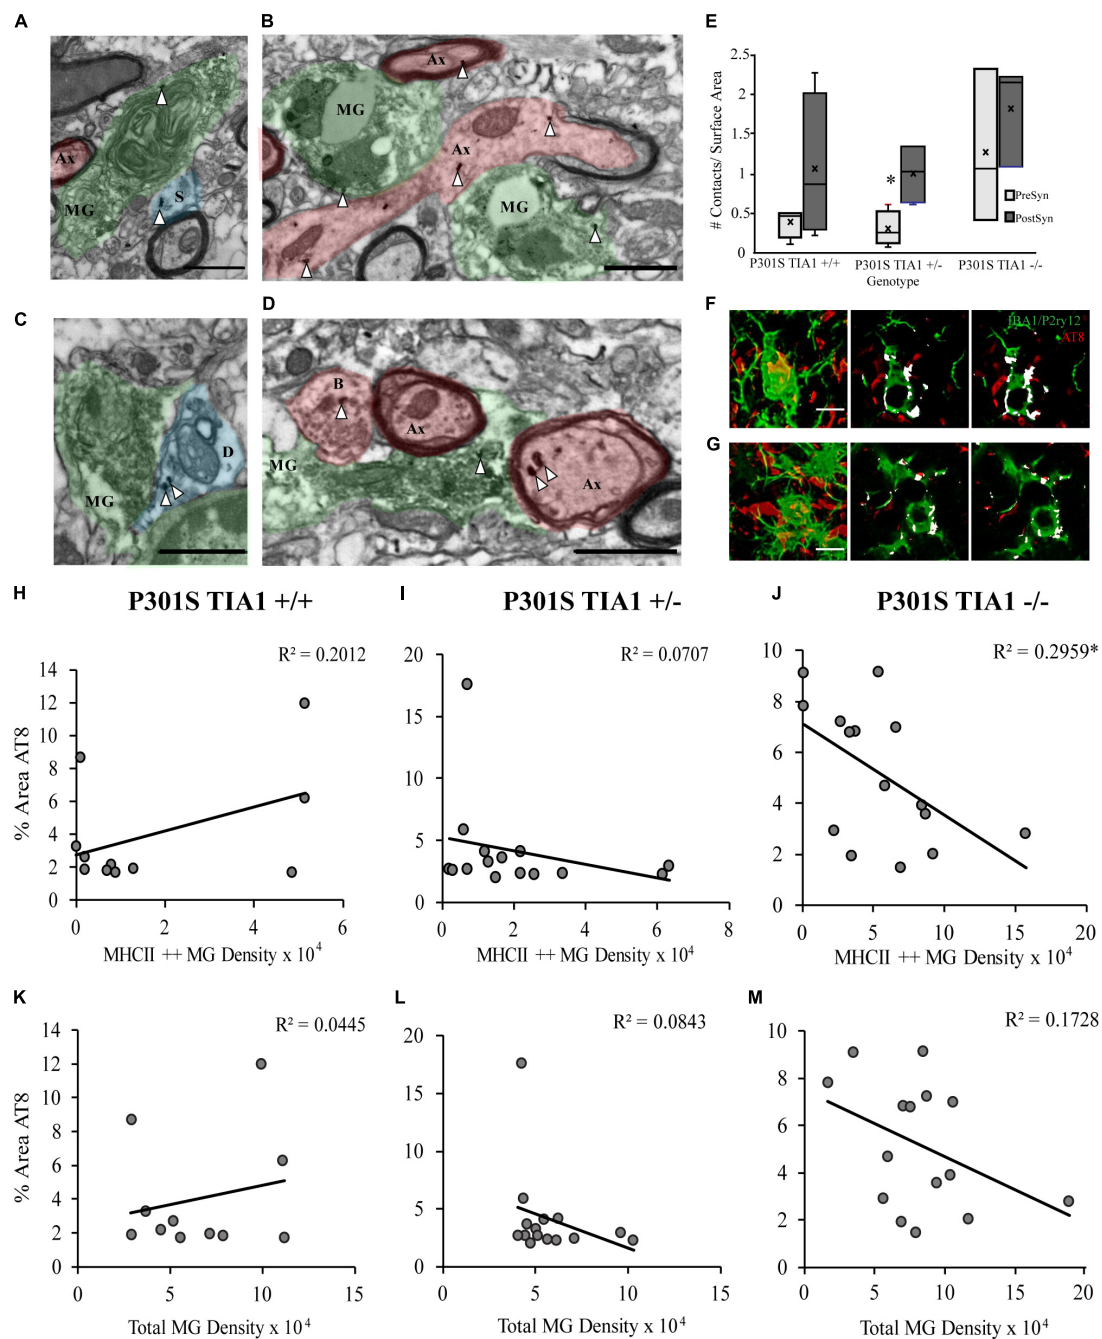 A
B
Ax
MG
Ax
S
MG
Ax
MG
C
D
B
D
Ax
MG
MG
Ax
E
# Contacts/ Surface Area
2.5
2
1.5
1
0.5
0
*
PreSyn
PostSyn
P301S TIA1 +/+
P301S TIA1 +/-
P301S TIA1 -/-
Genotype
F
IBA1/P2ry12
AT8
G
H
P301S TIA1 +/+
R² = 0.2012
% Area AT8
14
12
10
8
6
4
2
0
0
2
4
6
MHCII ++ MG Density x 10⁴
I
P301S TIA1 +/-
R² = 0.0707
20
15
10
5
0
0
2
4
6
8
MHCII ++ MG Density x 10⁴
J
P301S TIA1 -/-
R² = 0.2959*
10
8
6
4
2
0
0
5
10
15
20
MHCII ++ MG Density x 10⁴
K
R² = 0.0445
% Area AT8
14
12
10
8
6
4
2
0
0
5
10
15
Total MG Density x 10⁴
L
R² = 0.0843
20
15
10
5
0
0
5
10
15
Total MG Density x 10⁴
M
R² = 0.1728
10
8
6
4
2
0
0
5
10
15
20
Total MG Density x 10⁴